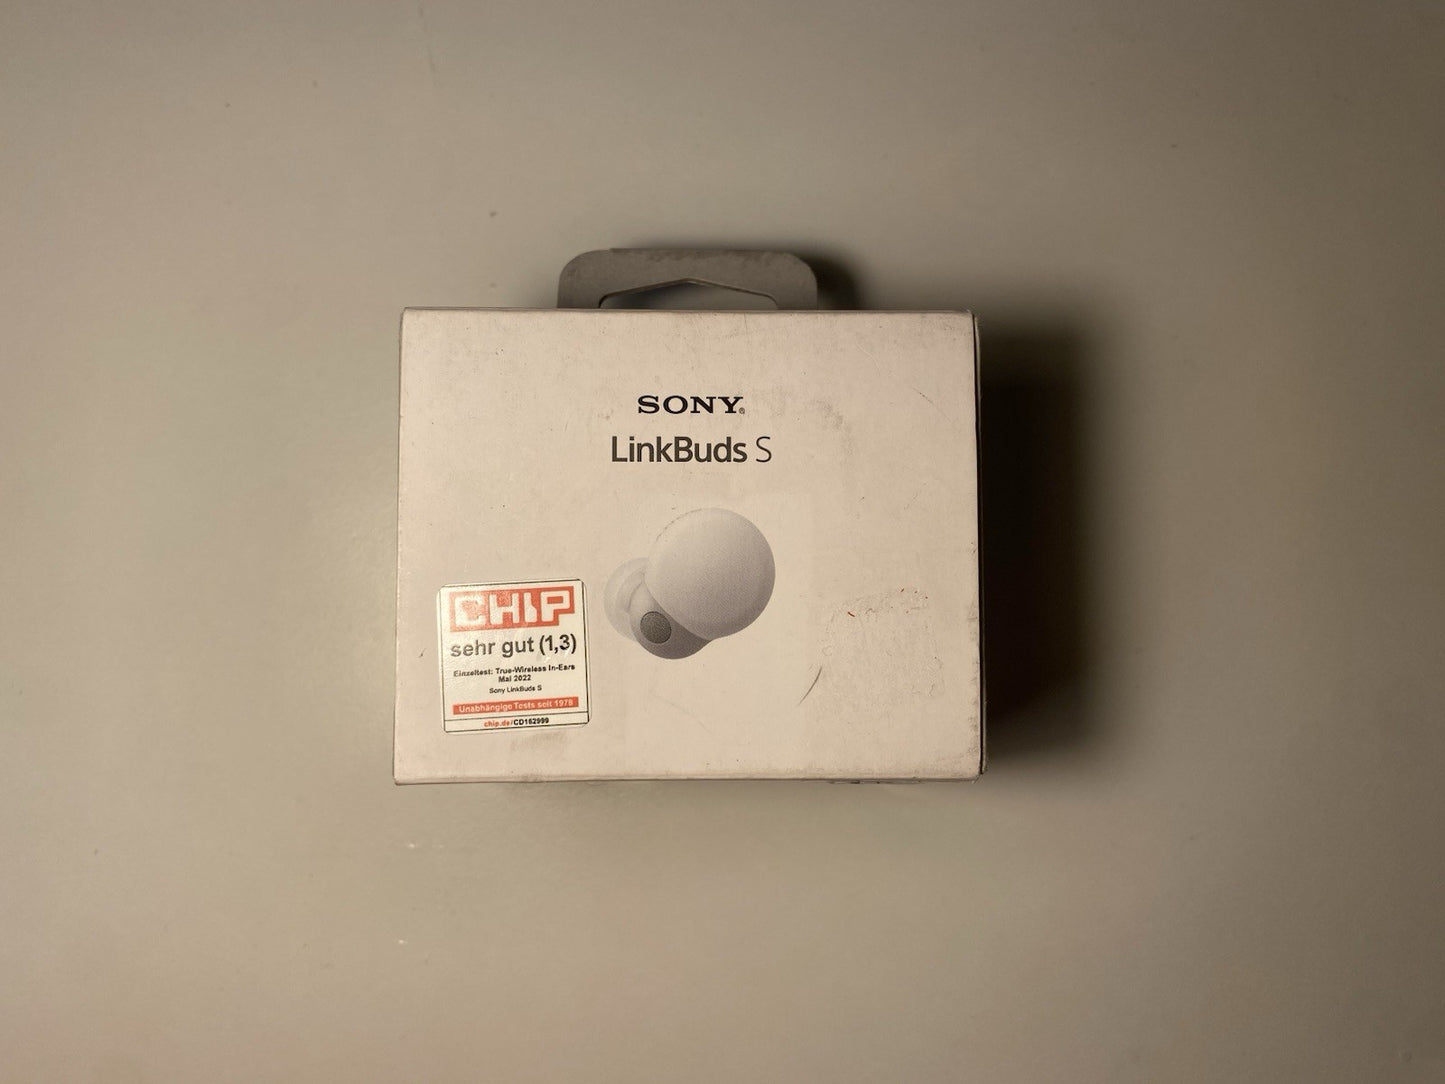 SONY®
LinkBuds S
CHIP
sehr gut (1,3)
Einzeltest: True-Wireless In-Ears
Mai 2022
Sony LinkBuds S
Unabhängige Tests seit 1978
chip.de/CD182999